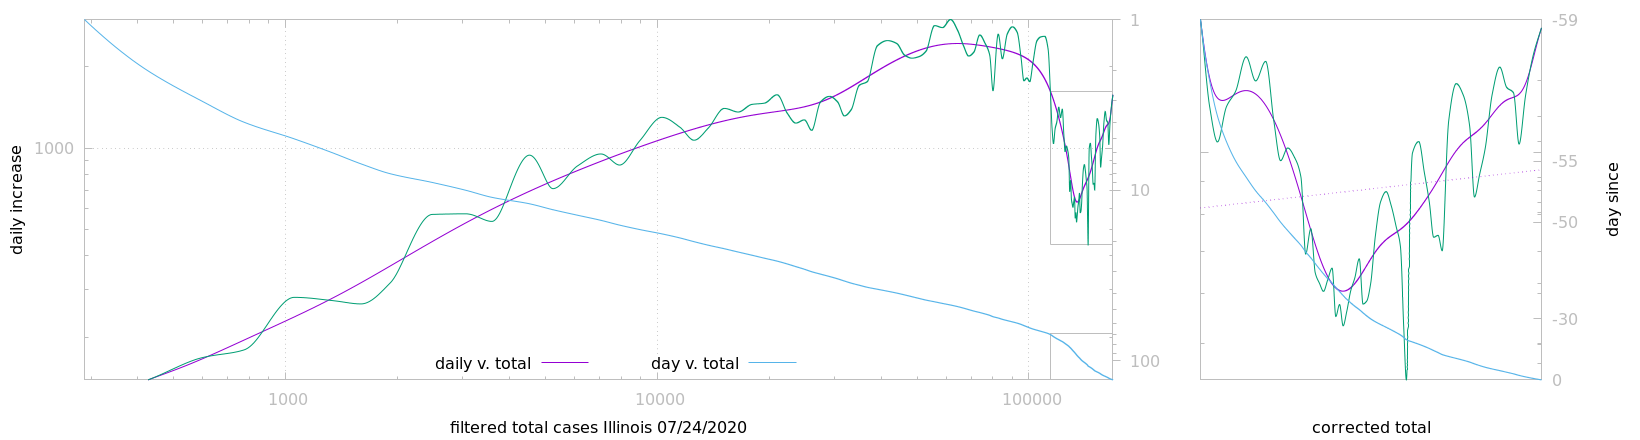 1
-59
daily increase
1000
10
100
-55
-50
-30
0
day since
daily v. total
day v. total
1000
10000
100000
filtered total cases Illinois 07/24/2020
corrected total